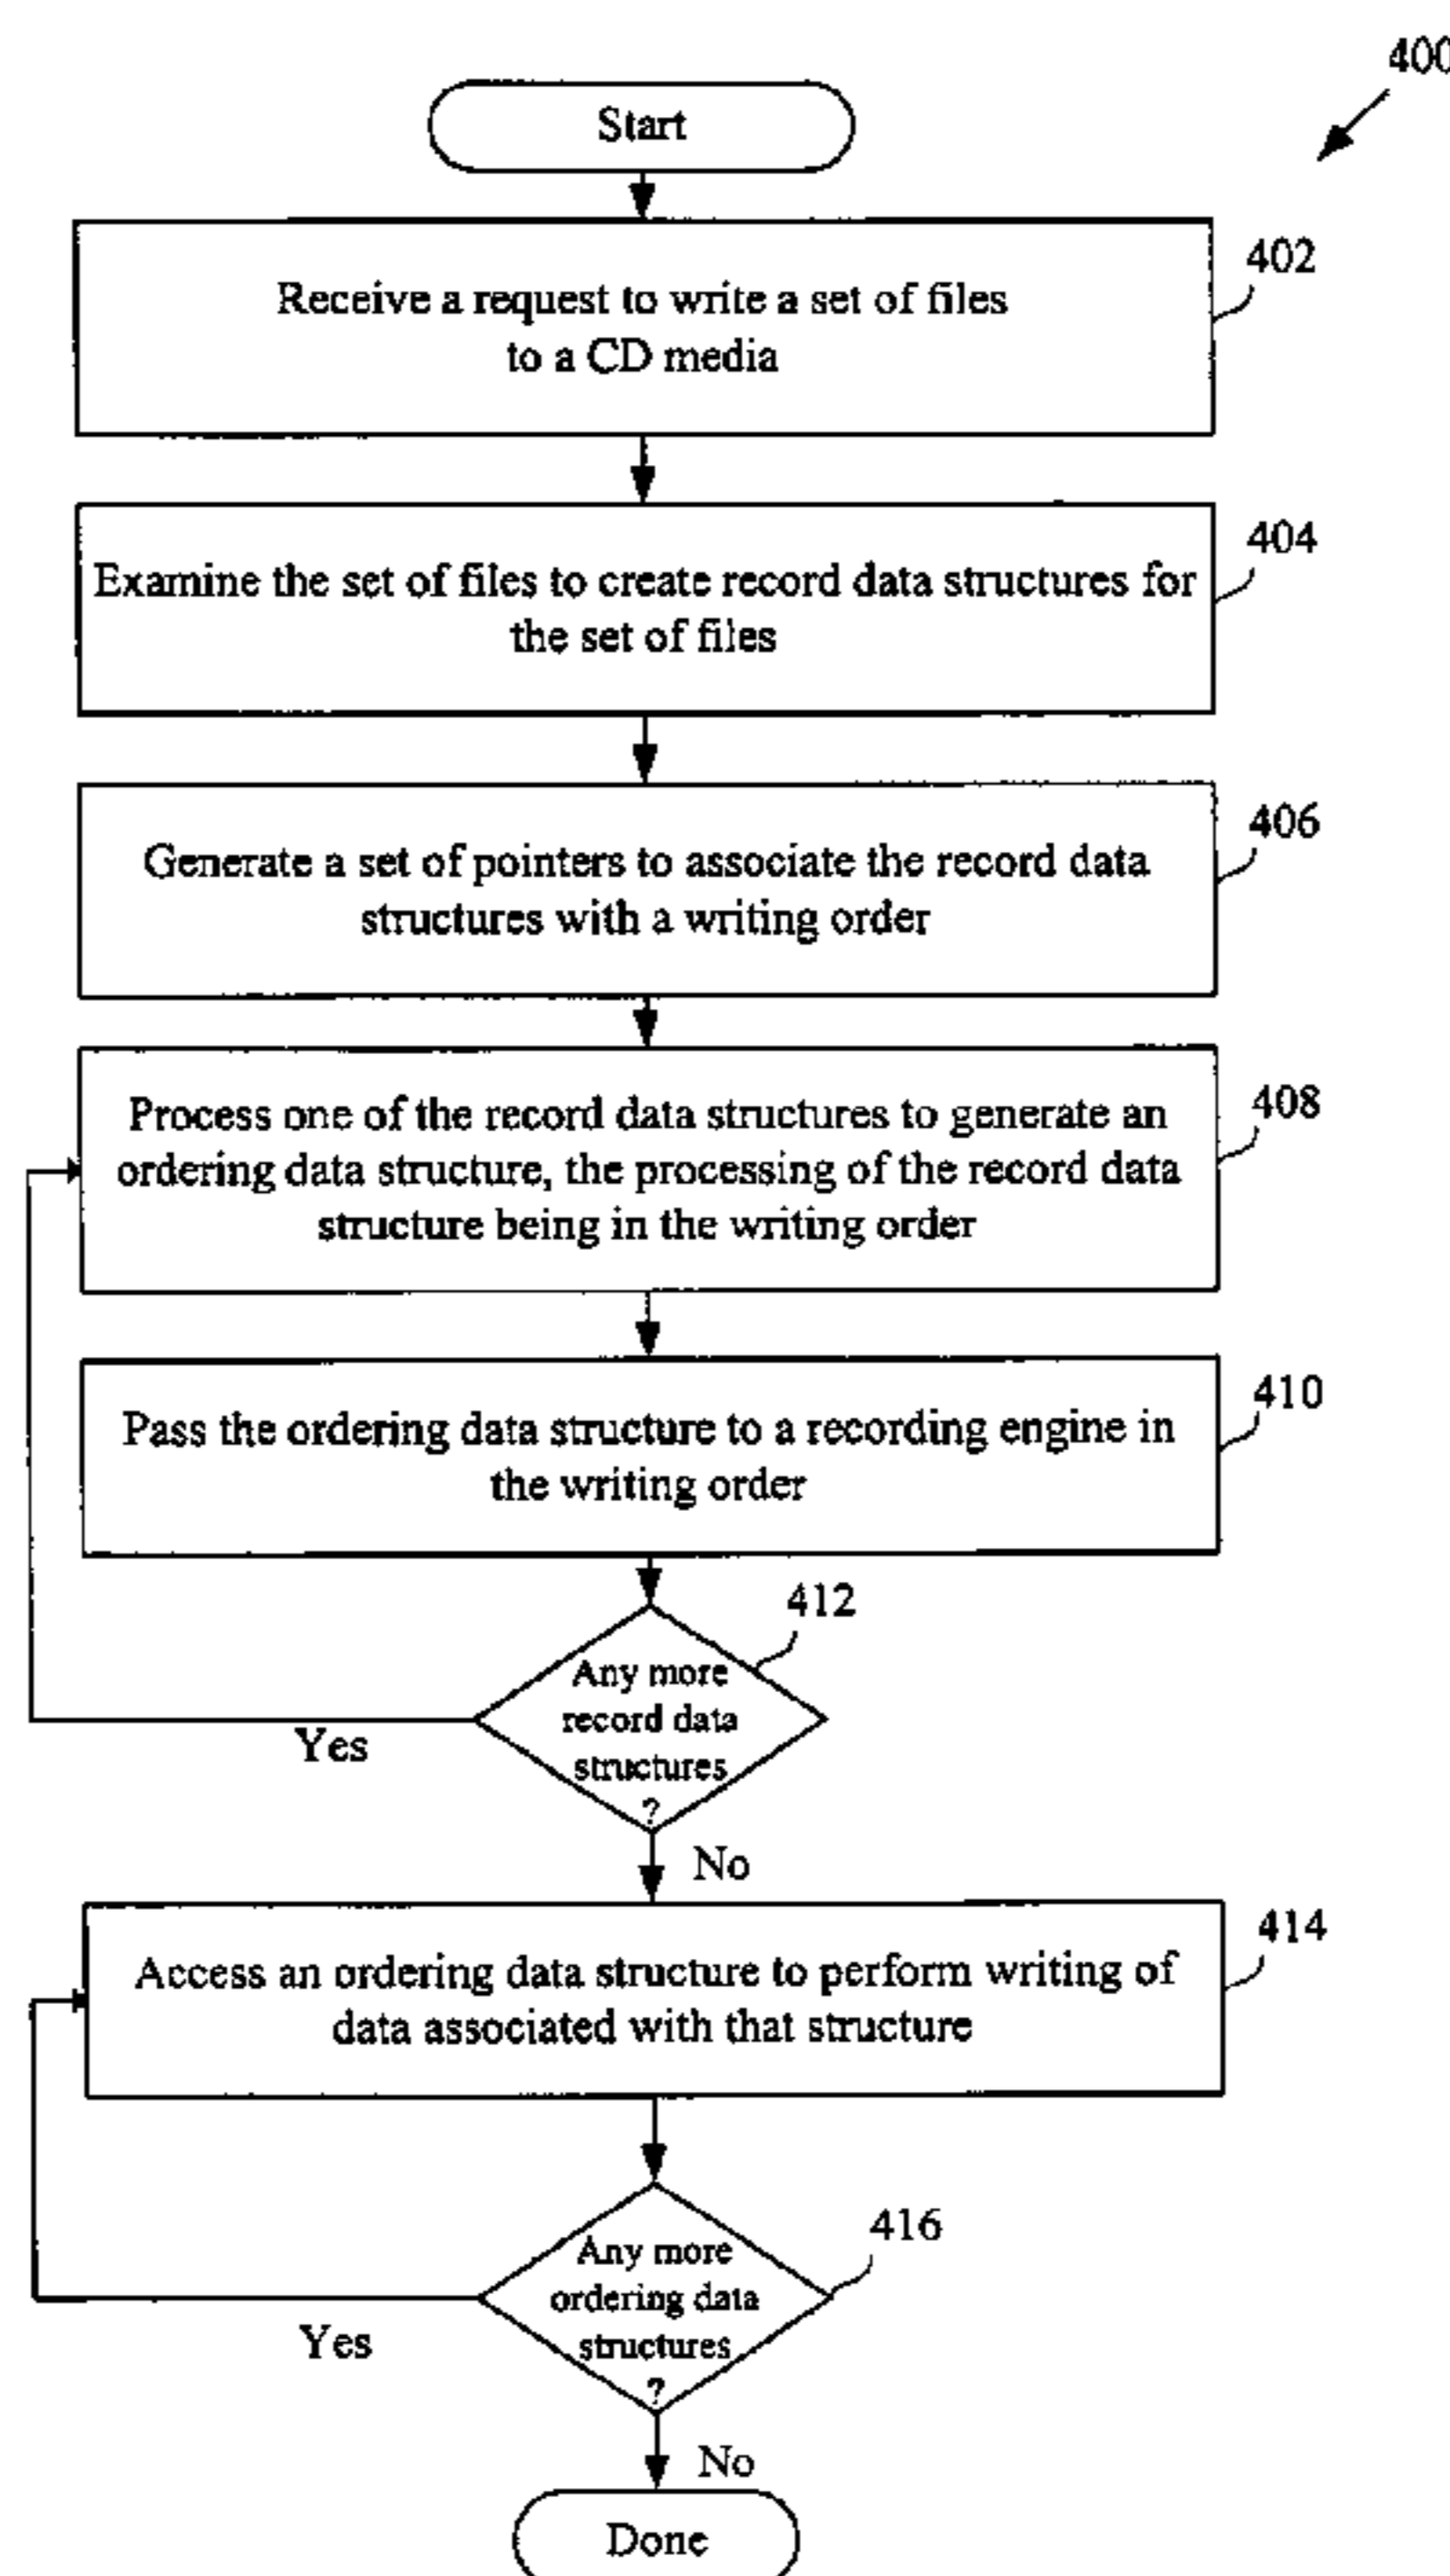 400
Start
402
Receive a request to write a set of files
to a CD media
404
Examine the set of files to create record data structures for
the set of files
406
Generate a set of pointers to associate the record data
structures with a writing order
408
Process one of the record data structures to generate an
ordering data structure, the processing of the record data
structure being in the writing order
410
Pass the ordering data structure to a recording engine in
the writing order
412
Any more
record data
structures
?
Yes
No
414
Access an ordering data structure to perform writing of
data associated with that structure
416
Any more
ordering data
structures
?
Yes
No
Done